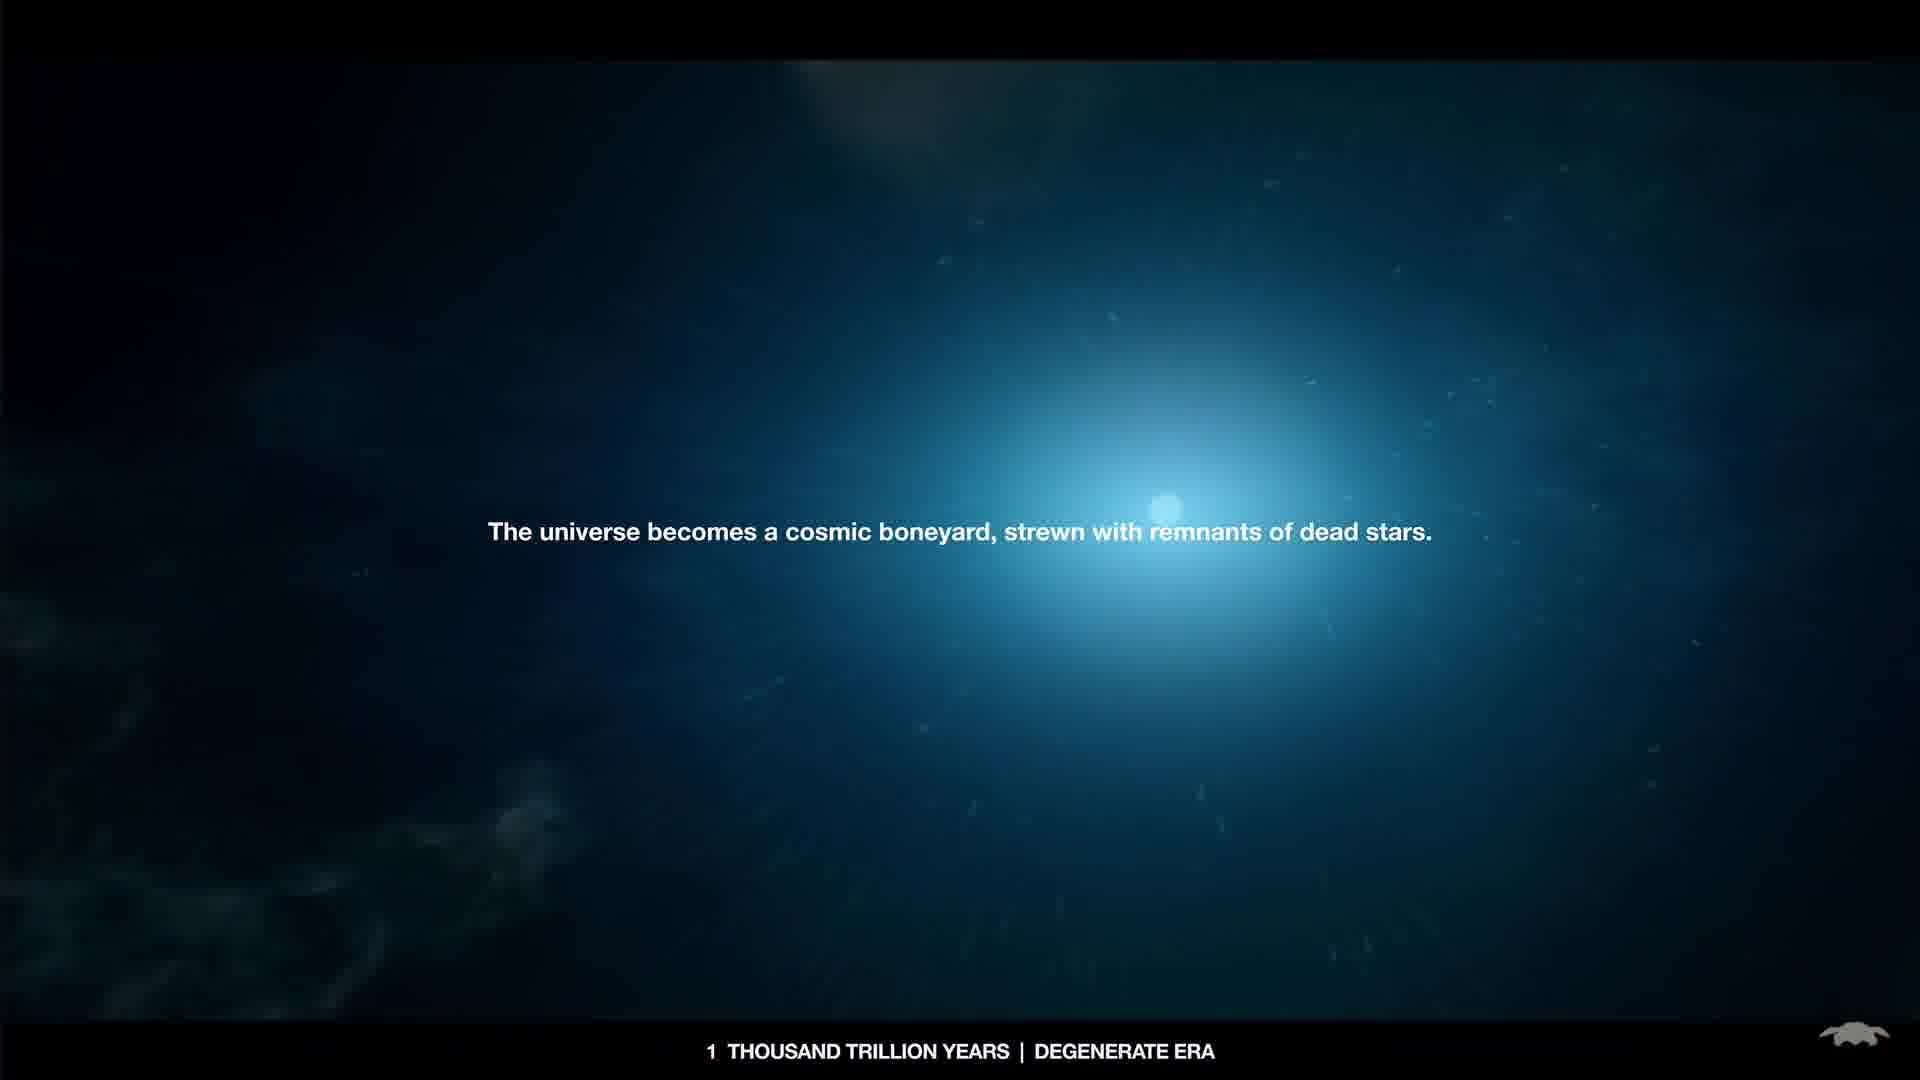 The universe becomes a cosmic boneyard, strewn with remnants of dead stars.
1 THOUSAND TRILLION YEARS | DEGENERATE ERA